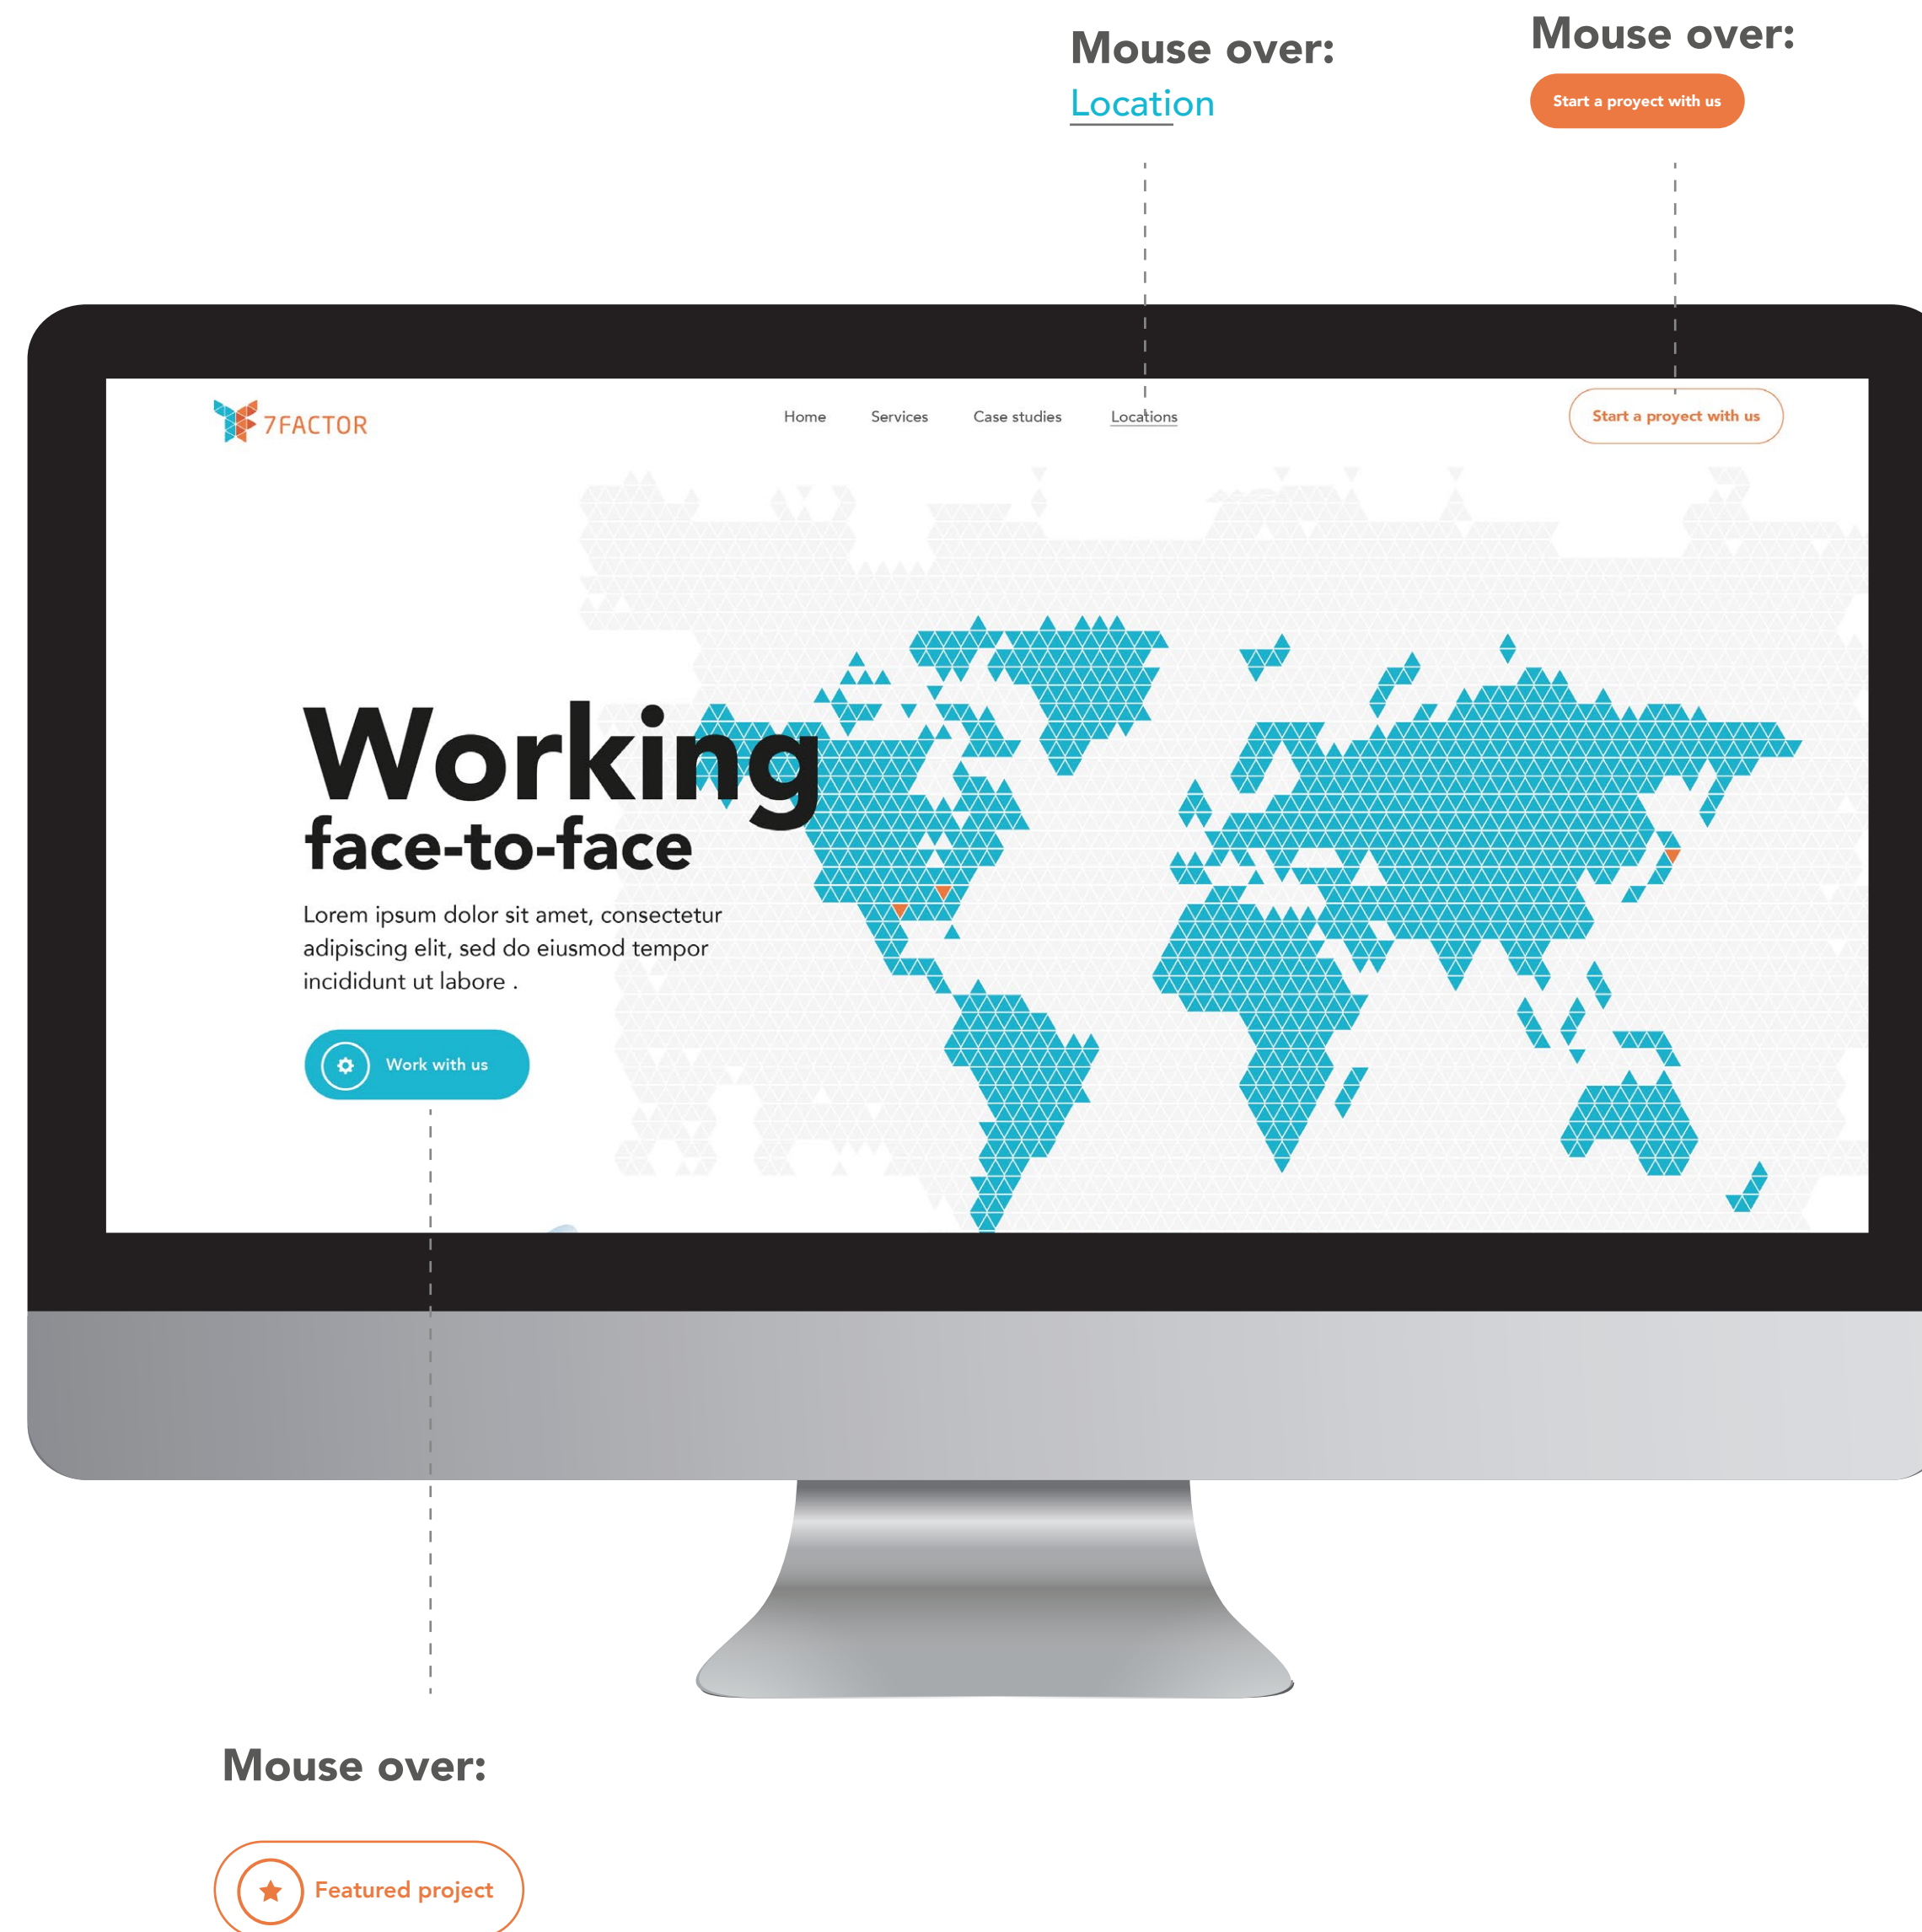 Mouse over:
Location
Mouse over:
Start a proyect with us
7FACTOR
Home
Services
Case studies
Locations
Start a proyect with us
Working
face-to-face
Lorem ipsum dolor sit amet, consectetur
adipiscing elit, sed do eiusmod tempor
incididunt ut labore .
Work with us
Mouse over:
Featured project